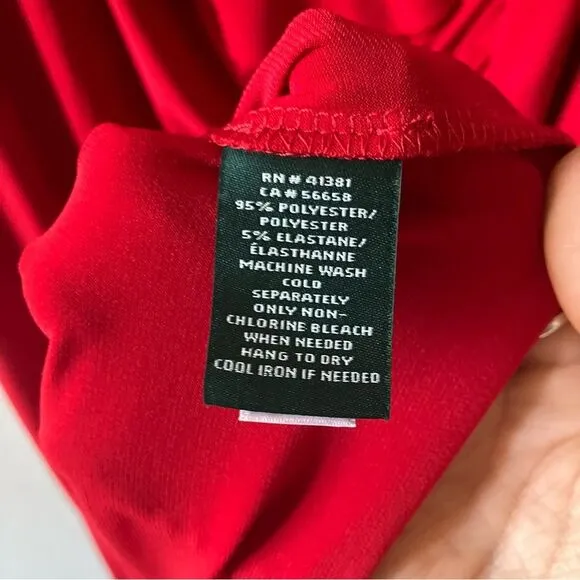 RN # 41381
CA # 56658
95% POLYESTER/
POLYESTER
5% ELASTANE/
ÉLASTHANNE
MACHINE WASH
COLD
SEPARATELY
ONLY NON-
CHLORINE BLEACH
WHEN NEEDED
HANG TO DRY
COOL IRON IF NEEDED